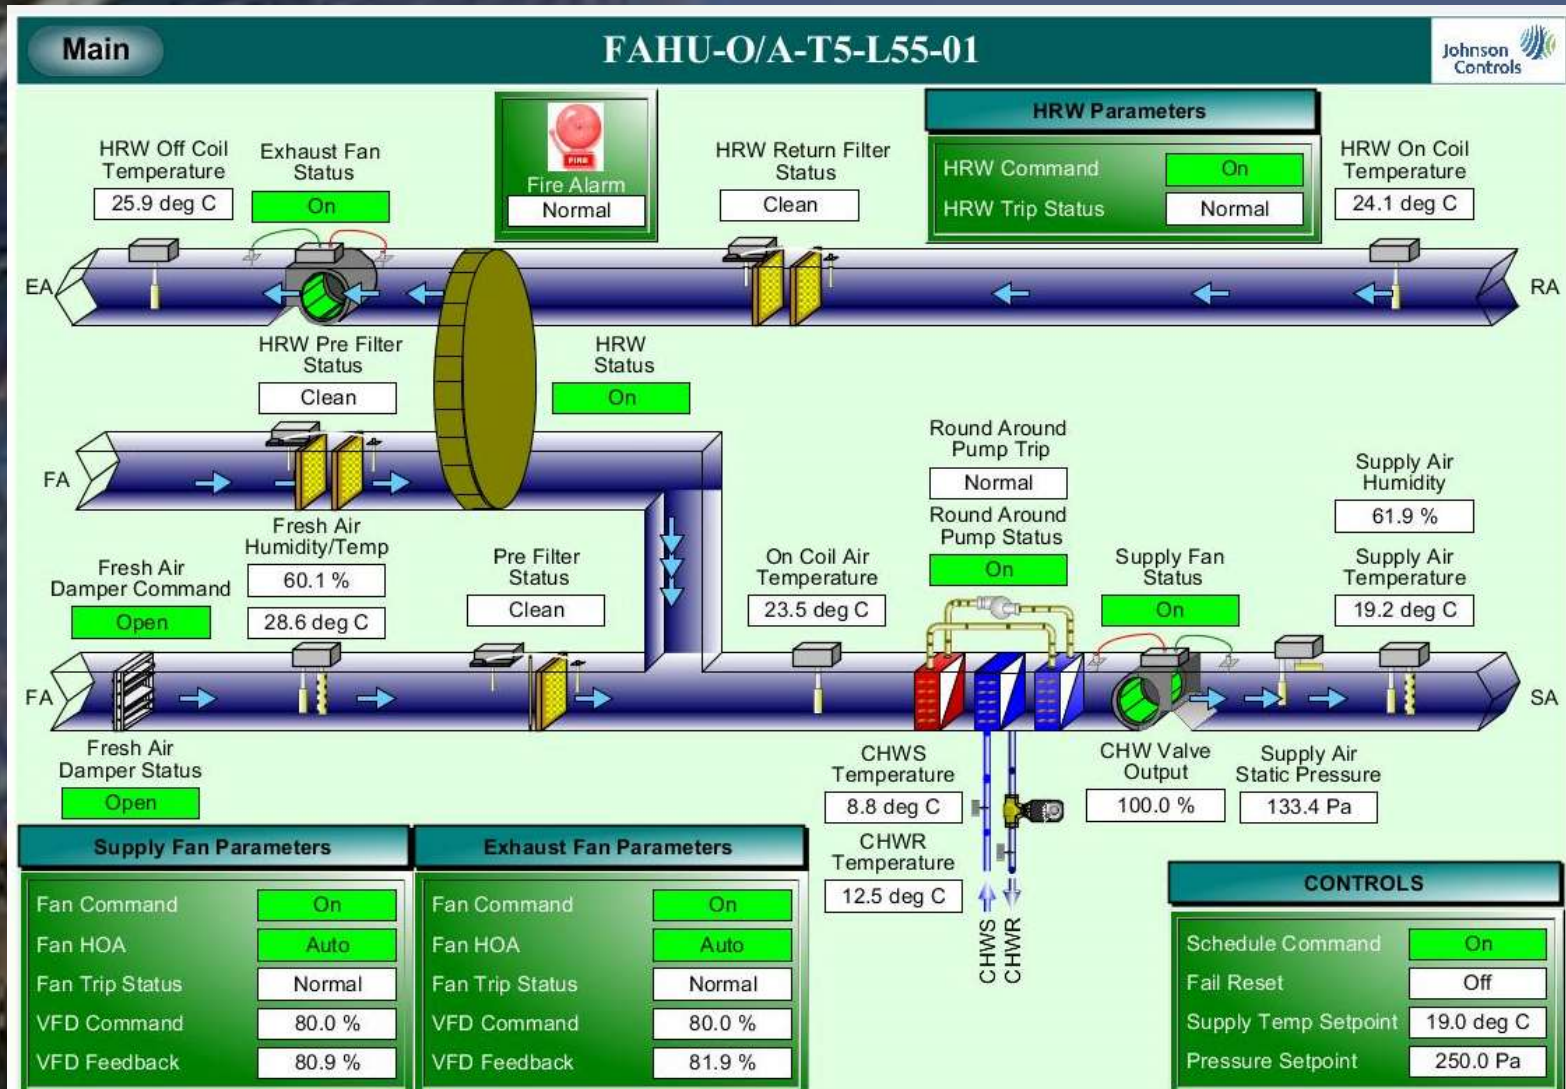 Main
FAHU-O/A-T5-L55-01
Johnson
Controls
HRW Off Coil
Temperature
25.9 deg C
Exhaust Fan
Status
On
FIRE
Fire Alarm
Normal
HRW Return Filter
Status
Clean
HRW Parameters
HRW Command
On
HRW Trip Status
Normal
HRW On Coil
Temperature
24.1 deg C
EA
RA
HRW Pre Filter
Status
Clean
HRW
Status
On
FA
Round Around
Pump Trip
Normal
Round Around
Pump Status
On
Supply Air
Humidity
61.9 %
Fresh Air
Damper Command
Open
Fresh Air
Humidity/Temp
60.1 %
28.6 deg C
Pre Filter
Status
Clean
On Coil Air
Temperature
23.5 deg C
Supply Fan
Status
On
Supply Air
Temperature
19.2 deg C
FA
SA
Fresh Air
Damper Status
Open
CHWS
Temperature
8.8 deg C
CHWR
Temperature
12.5 deg C
CHWS
CHWR
CHW Valve
Output
100.0 %
Supply Air
Static Pressure
133.4 Pa
Supply Fan Parameters
Fan Command
On
Fan HOA
Auto
Fan Trip Status
Normal
VFD Command
80.0 %
VFD Feedback
80.9 %
Exhaust Fan Parameters
Fan Command
On
Fan HOA
Auto
Fan Trip Status
Normal
VFD Command
80.0 %
VFD Feedback
81.9 %
CONTROLS
Schedule Command
On
Fail Reset
Off
Supply Temp Setpoint
19.0 deg C
Pressure Setpoint
250.0 Pa